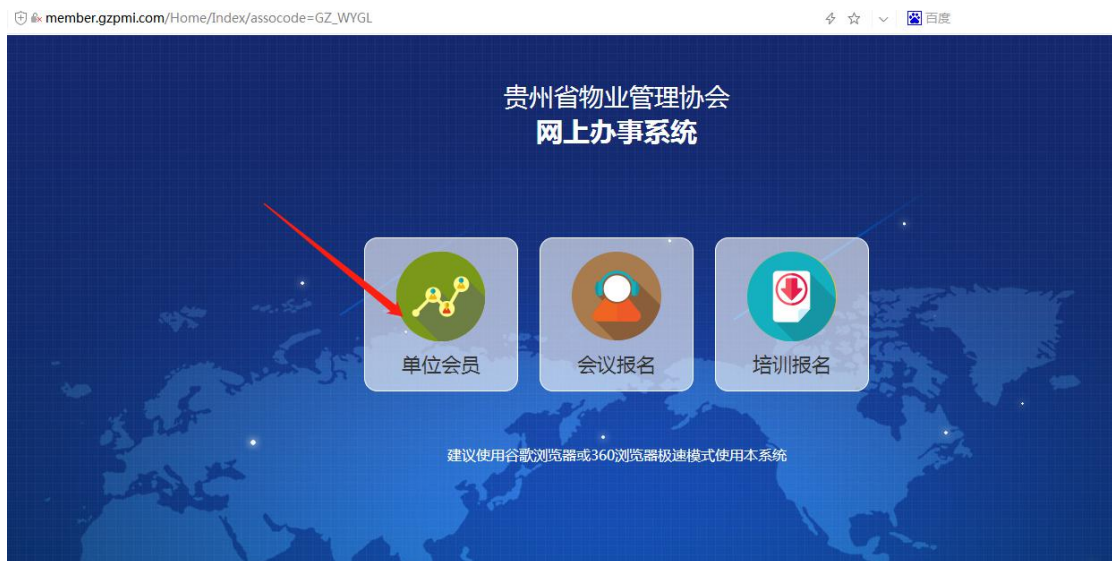 member.gzpmi.com/Home/Index/assocode=GZ_WYGL
百度
贵州省物业管理协会
网上办事系统
单位会员
会议报名
培训报名
建议使用谷歌浏览器或360浏览器极速模式使用本系统